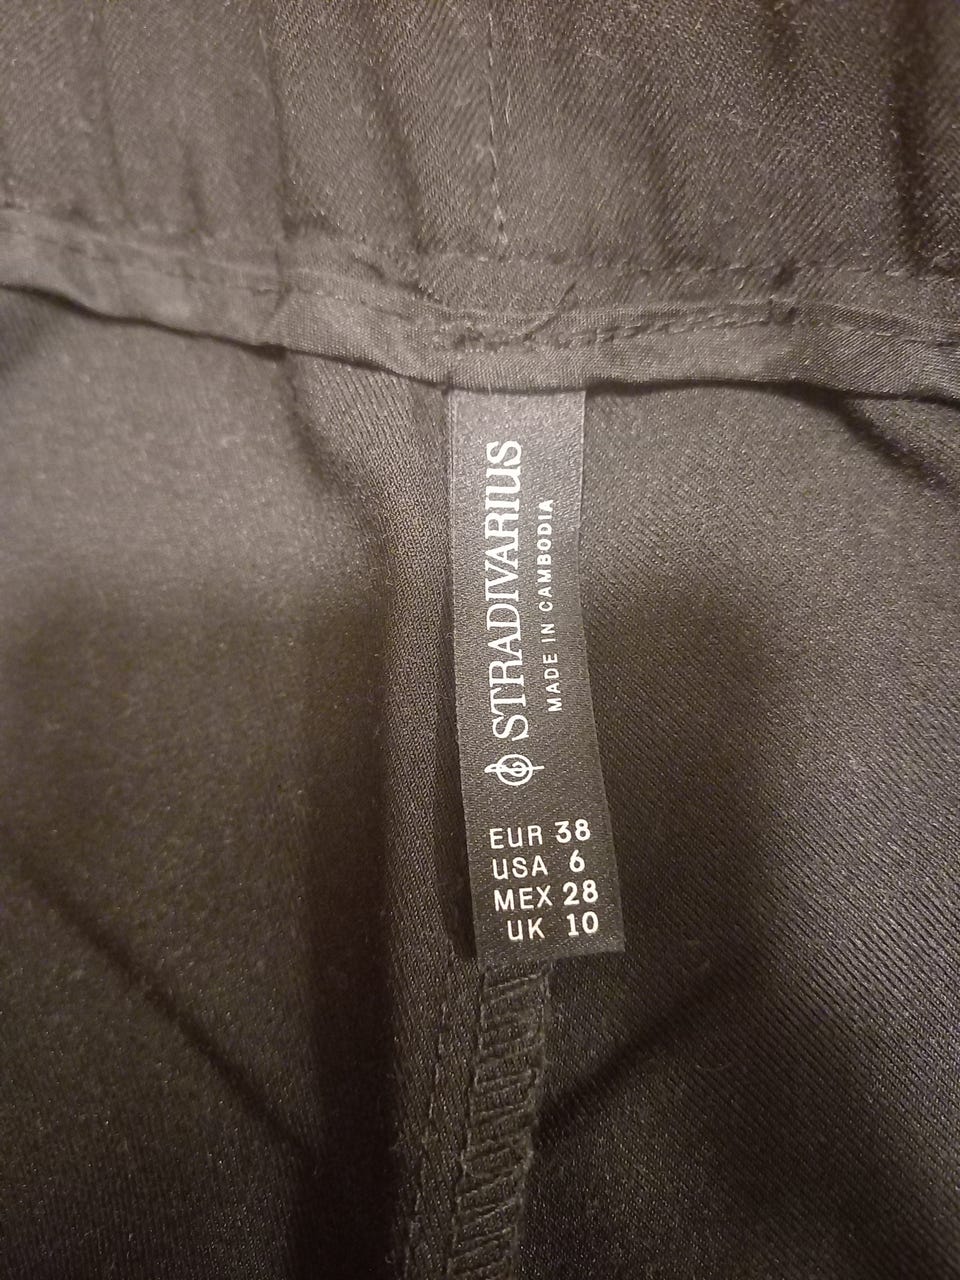 STRADIVARIUS
MADE IN CAMBODIA
EUR 38
USA 6
MEX 28
UK 10